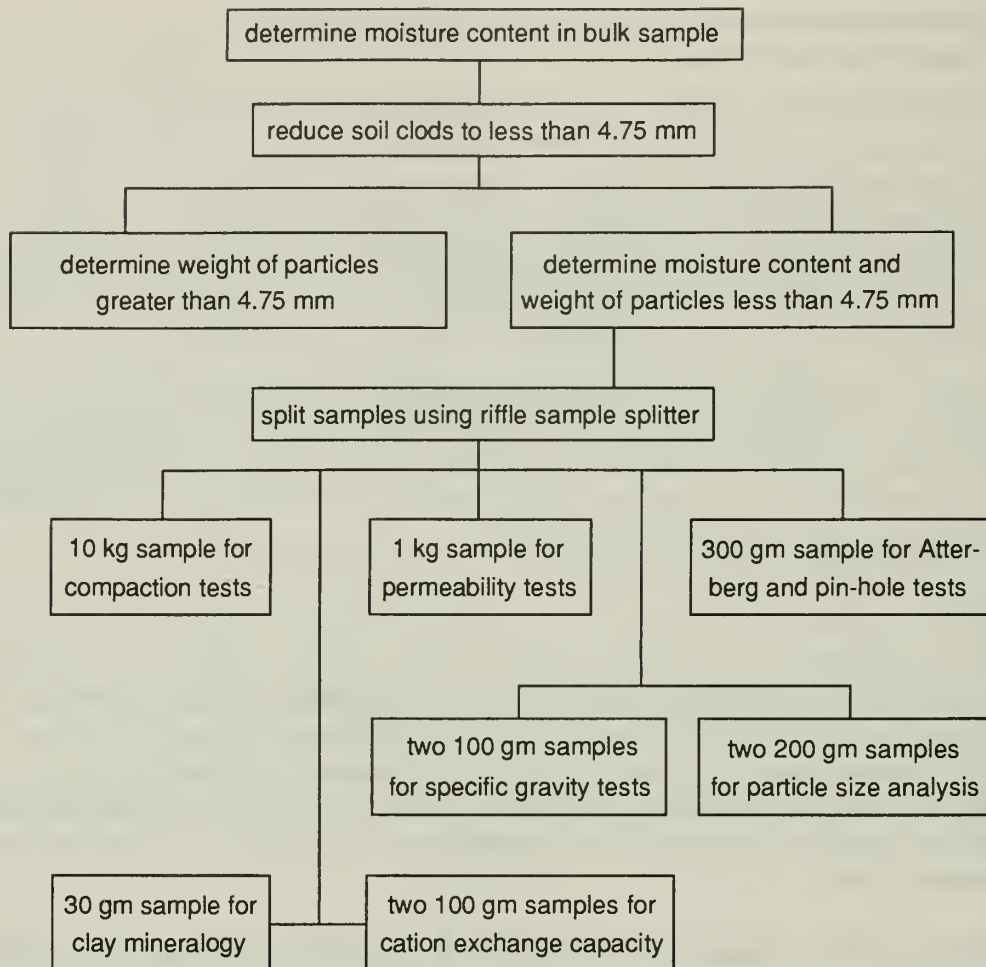 determine moisture content in bulk sample
reduce soil clods to less than 4.75 mm
determine weight of particles
greater than 4.75 mm
determine moisture content and
weight of particles less than 4.75 mm
split samples using riffle sample splitter
10 kg sample for
compaction tests
1 kg sample for
permeability tests
300 gm sample for Atter-
berg and pin-hole tests
two 100 gm samples
for specific gravity tests
two 200 gm samples
for particle size analysis
30 gm sample for
clay mineralogy
two 100 gm samples for
cation exchange capacity